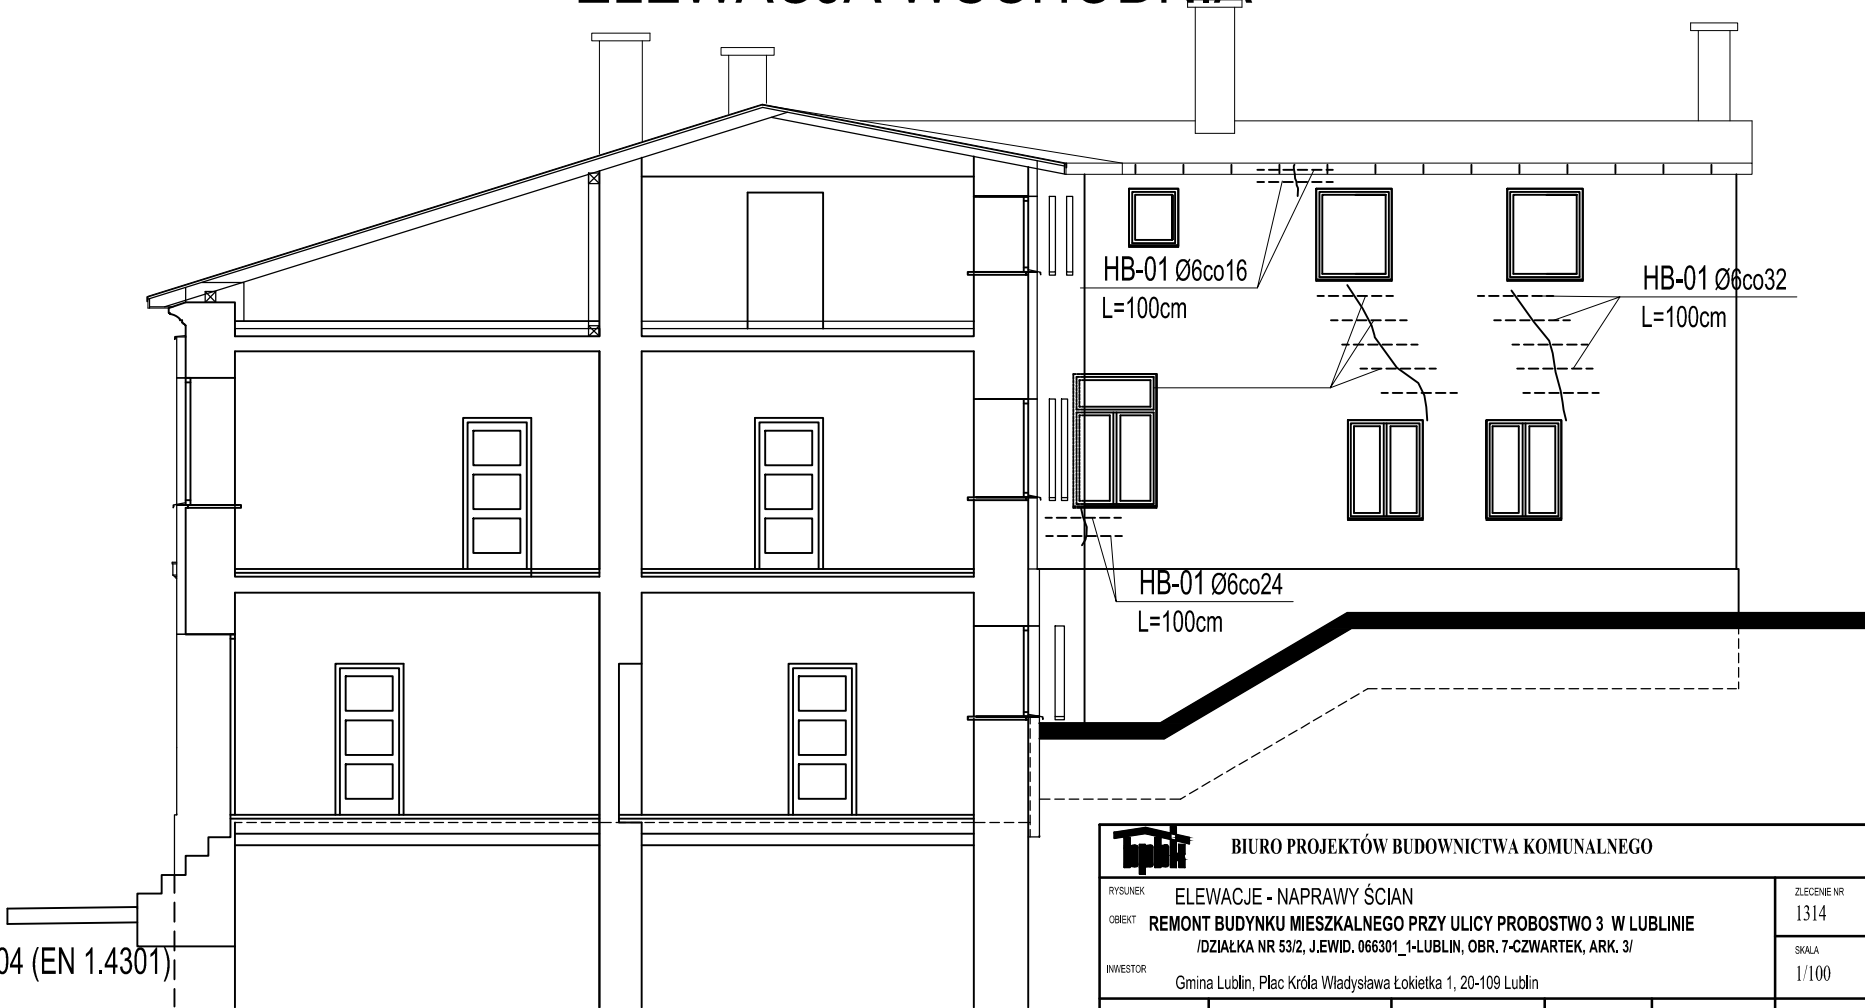 ELEWACJA WSCHODNIA
HB-01 Ø6co16
L=100cm
HB-01 Ø6co32
L=100cm
HB-01 Ø6co24
L=100cm
04 (EN 1.4301)
bpbk
BIURO PROJEKTÓW BUDOWNICTWA KOMUNALNEGO
RYSUNEK ELEWACJE - NAPRAWY ŚCIAN
OBIEKT REMONT BUDYNKU MIESZKALNEGO PRZY ULICY PROBOSTWO 3 W LUBLINIE
/DZIAŁKA NR 53/2, J.EWID. 066301_1-LUBLIN, OBR. 7-CZWARTEK, ARK. 3/
INWESTOR Gmina Lublin, Plac Króla Władysława Łokietka 1, 20-109 Lublin
ZLECENIE NR
1314
SKALA
1/100